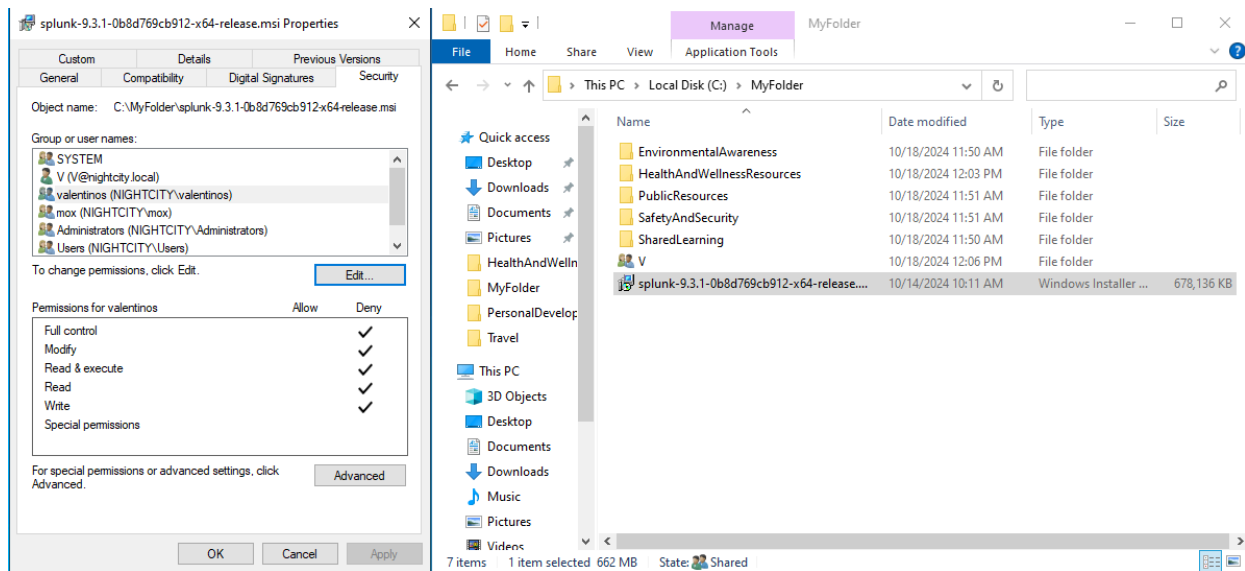 splunk-9.3.1-0b8d769cb912-x64-release.msi Properties
Custom Details Previous Versions
General Compatibility Digital Signatures Security
Object name: C:\MyFolder\splunk-9.3.1-0b8d769cb912-x64-release.msi
Group or user names:
SYSTEM
V (V@nightcity.local)
valentinos (NIGHTCITY\valentinos)
mox (NIGHTCITY\mox)
Administrators (NIGHTCITY\Administrators)
Users (NIGHTCITY\Users)
To change permissions, click Edit.
Edit...
Permissions for valentinos Allow Deny
Full control
Modify
Read & execute
Read
Write
Special permissions
For special permissions or advanced settings, click
Advanced.
Advanced
OK Cancel Apply
Manage MyFolder
File Home Share View Application Tools
This PC > Local Disk (C:) > MyFolder
Quick access
Desktop
Downloads
Documents
Pictures
HealthAndWelln
MyFolder
PersonalDevelop
Travel
This PC
3D Objects
Desktop
Documents
Downloads
Music
Pictures
Videos
Name Date modified Type Size
EnvironmentalAwareness 10/18/2024 11:50 AM File folder
HealthAndWellnessResources 10/18/2024 12:03 PM File folder
PublicResources 10/18/2024 11:51 AM File folder
SafetyAndSecurity 10/18/2024 11:51 AM File folder
SharedLearning 10/18/2024 11:50 AM File folder
V 10/18/2024 12:06 PM File folder
splunk-9.3.1-0b8d769cb912-x64-release.... 10/14/2024 10:11 AM Windows Installer ... 678,136 KB
7 items 1 item selected 662 MB State: Shared